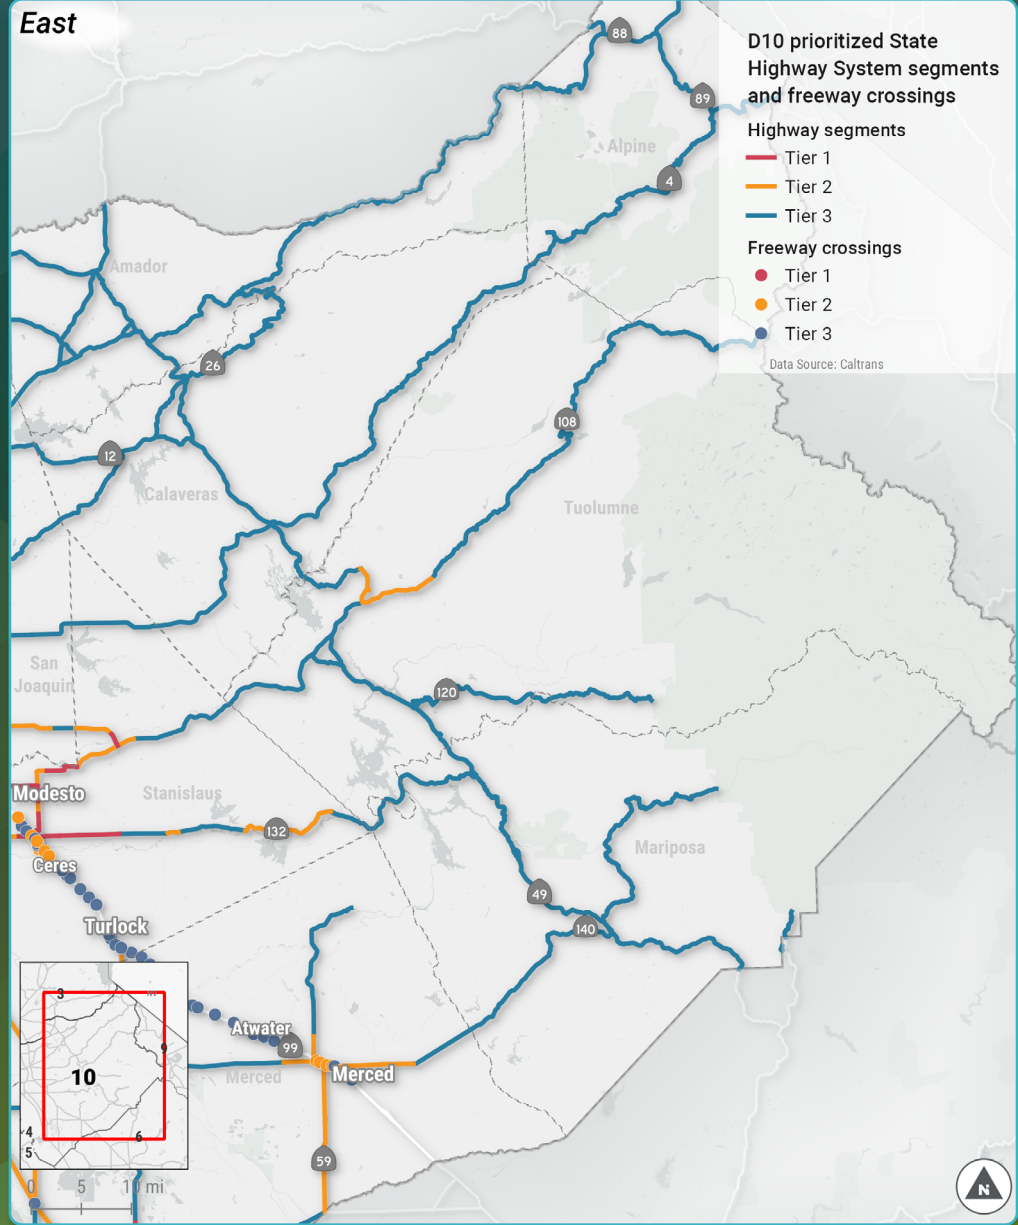 East
D10 prioritized State
Highway System segments
and freeway crossings
Highway segments
Tier 1
Tier 2
Tier 3
Freeway crossings
Tier 1
Tier 2
Tier 3
Data Source: Caltrans
88
89
Alpine
4
Amador
26
108
12
Calaveras
Tuolumne
San
Joaquin
120
Modesto
Stanislaus
132
Ceres
Mariposa
49
Turlock
140
Atwater
99
Merced
Merced
59
3
9
10
6
4
5
0 5 10 mi
N